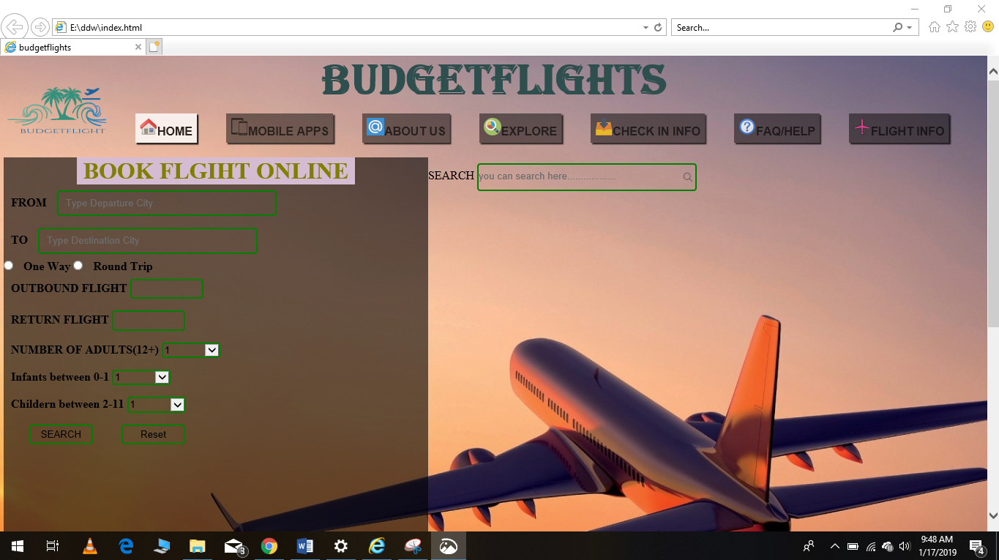 E:\ddw\index.html
Search...
budgetflights
BUDGETFLIGHTS
BUDGETFLIGHT
HOME
MOBILE APPS
@ABOUT US
EXPLORE
CHECK IN INFO
?FAQ/HELP
FLIGHT INFO
BOOK FLGIHT ONLINE
SEARCH you can search here..................
FROM Type Departure City
TO Type Destination City
One Way Round Trip
OUTBOUND FLIGHT
RETURN FLIGHT
NUMBER OF ADULTS(12+) 1
Infants between 0-1 1
Childern between 2-11 1
SEARCH Reset
3
9:48 AM
1/17/2019
4